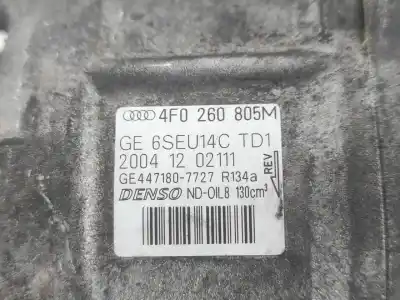 4F0 260 805M
GE 6SEU14C TD1
2004 12 02111
GE447180-7727 R134a
DENSO ND-OIL8 130cm³
REV